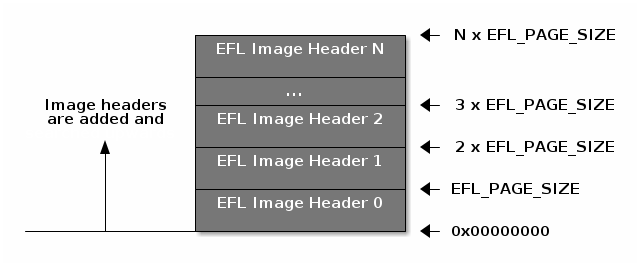 EFL Image Header N
N x EFL_PAGE_SIZE
...
Image headers
are added and
3 x EFL_PAGE_SIZE
EFL Image Header 2
2 x EFL_PAGE_SIZE
EFL Image Header 1
EFL_PAGE_SIZE
EFL Image Header 0
0x00000000